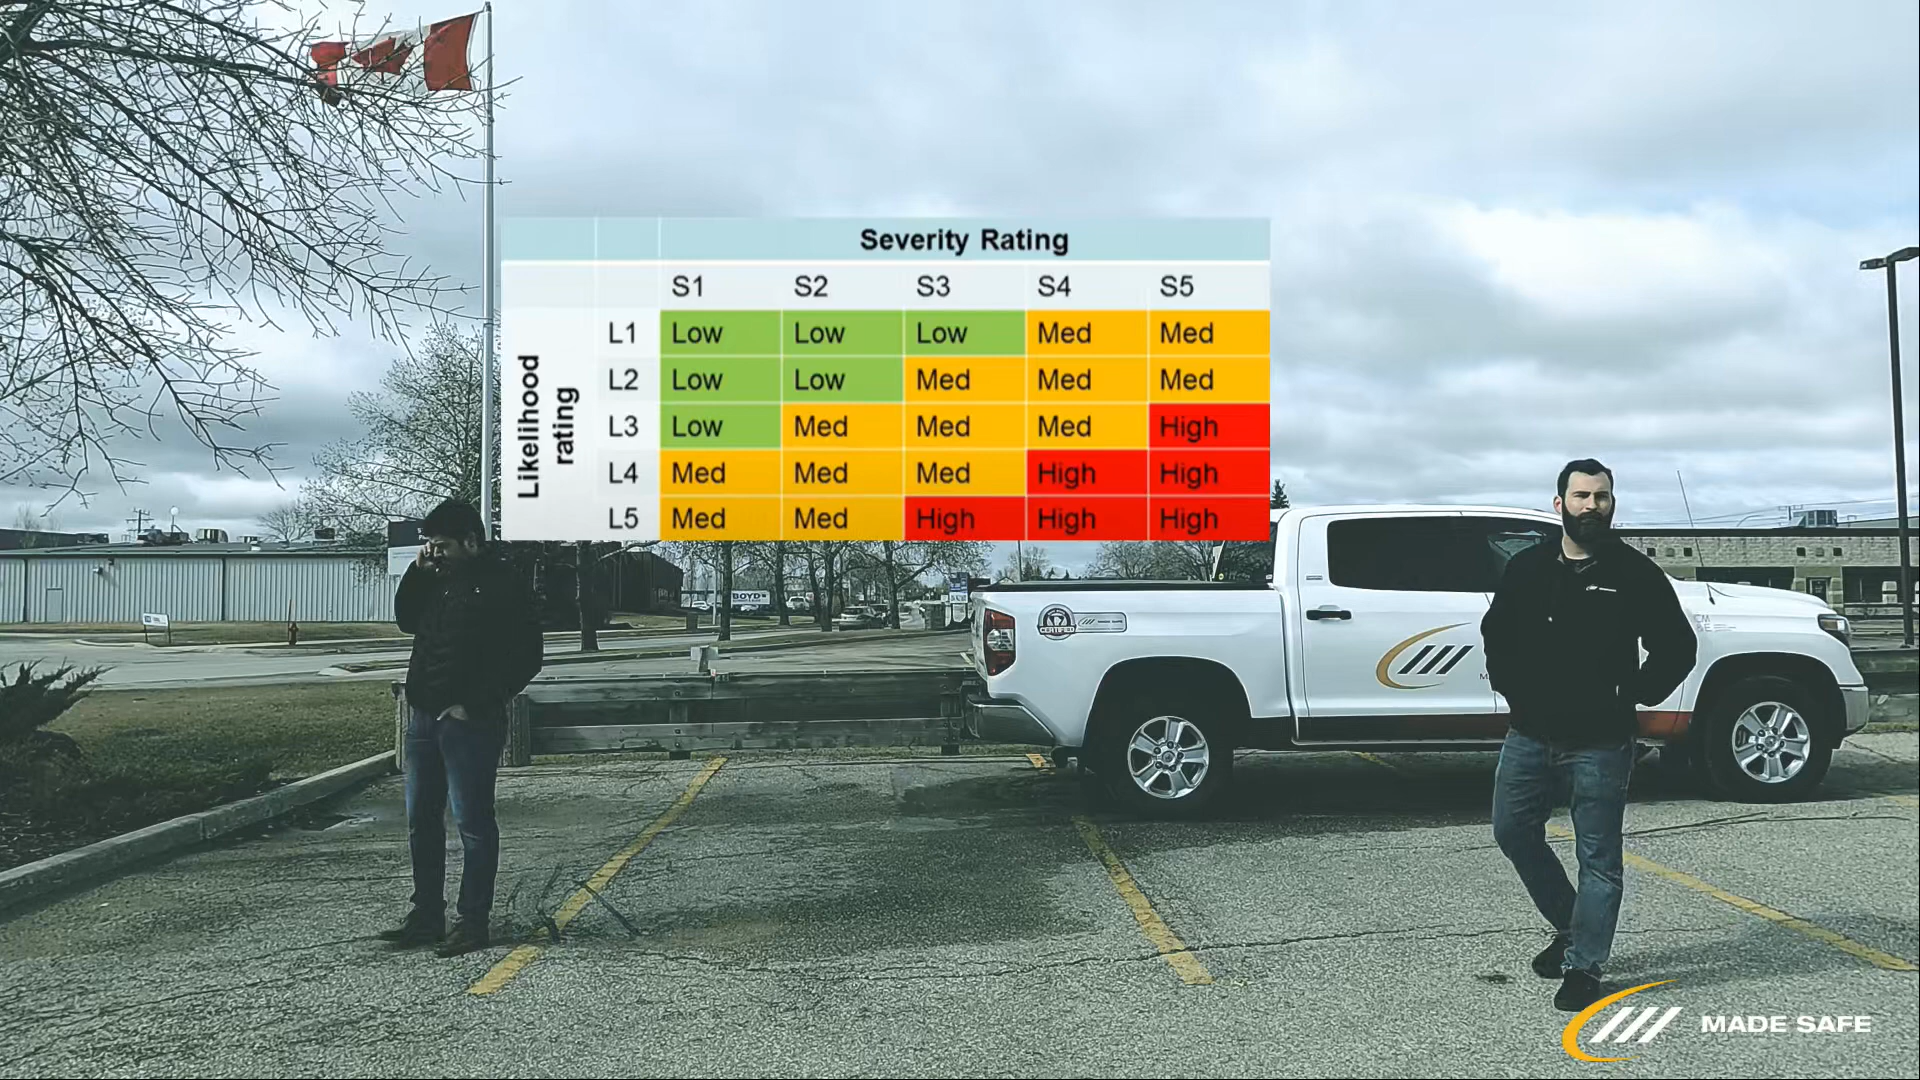 Severity Rating
S1 S2 S3 S4 S5
Likelihood
rating
L1 Low Low Low Med Med
L2 Low Low Med Med Med
L3 Low Med Med Med High
L4 Med Med Med High High
L5 Med Med High High High
BOYD
CERTIFIED
MADE SAFE